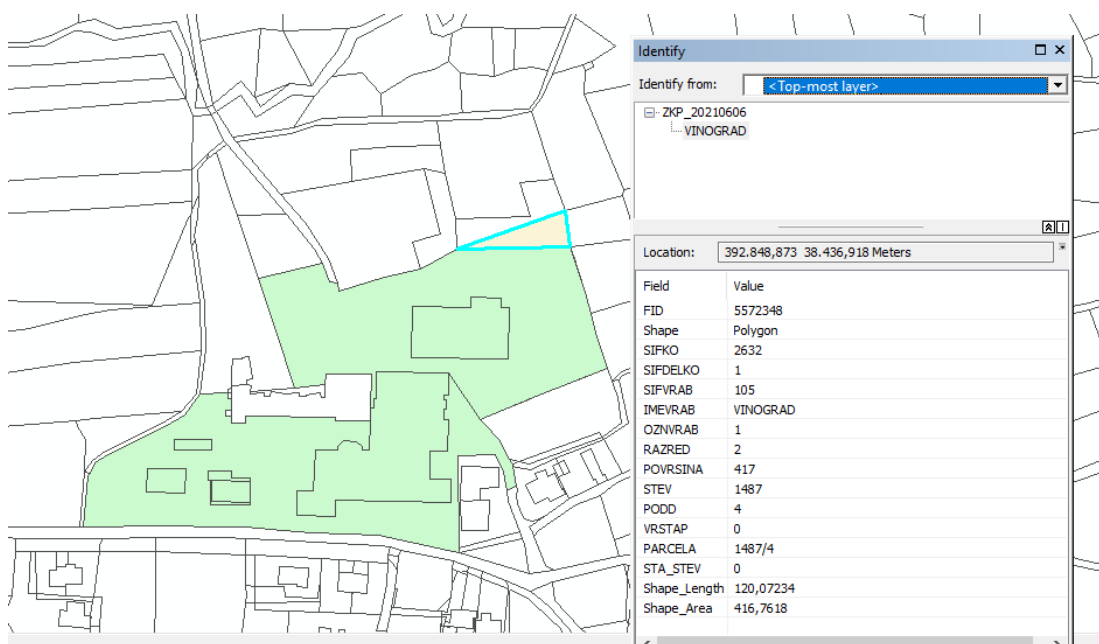 Identify
Identify from: <Top-most layer>
ZKP_20210606
VINOGRAD
Location: 392.848,873 38.436,918 Meters
Field Value
FID 5572348
Shape Polygon
SIFKO 2632
SIFDELKO 1
SIFVRAB 105
IMEVRAB VINOGRAD
OZNVRAB 1
RAZRED 2
POVRSINA 417
STEV 1487
PODD 4
VRSTAP 0
PARCELA 1487/4
STA_STEV 0
Shape_Length 120,07234
Shape_Area 416,7618